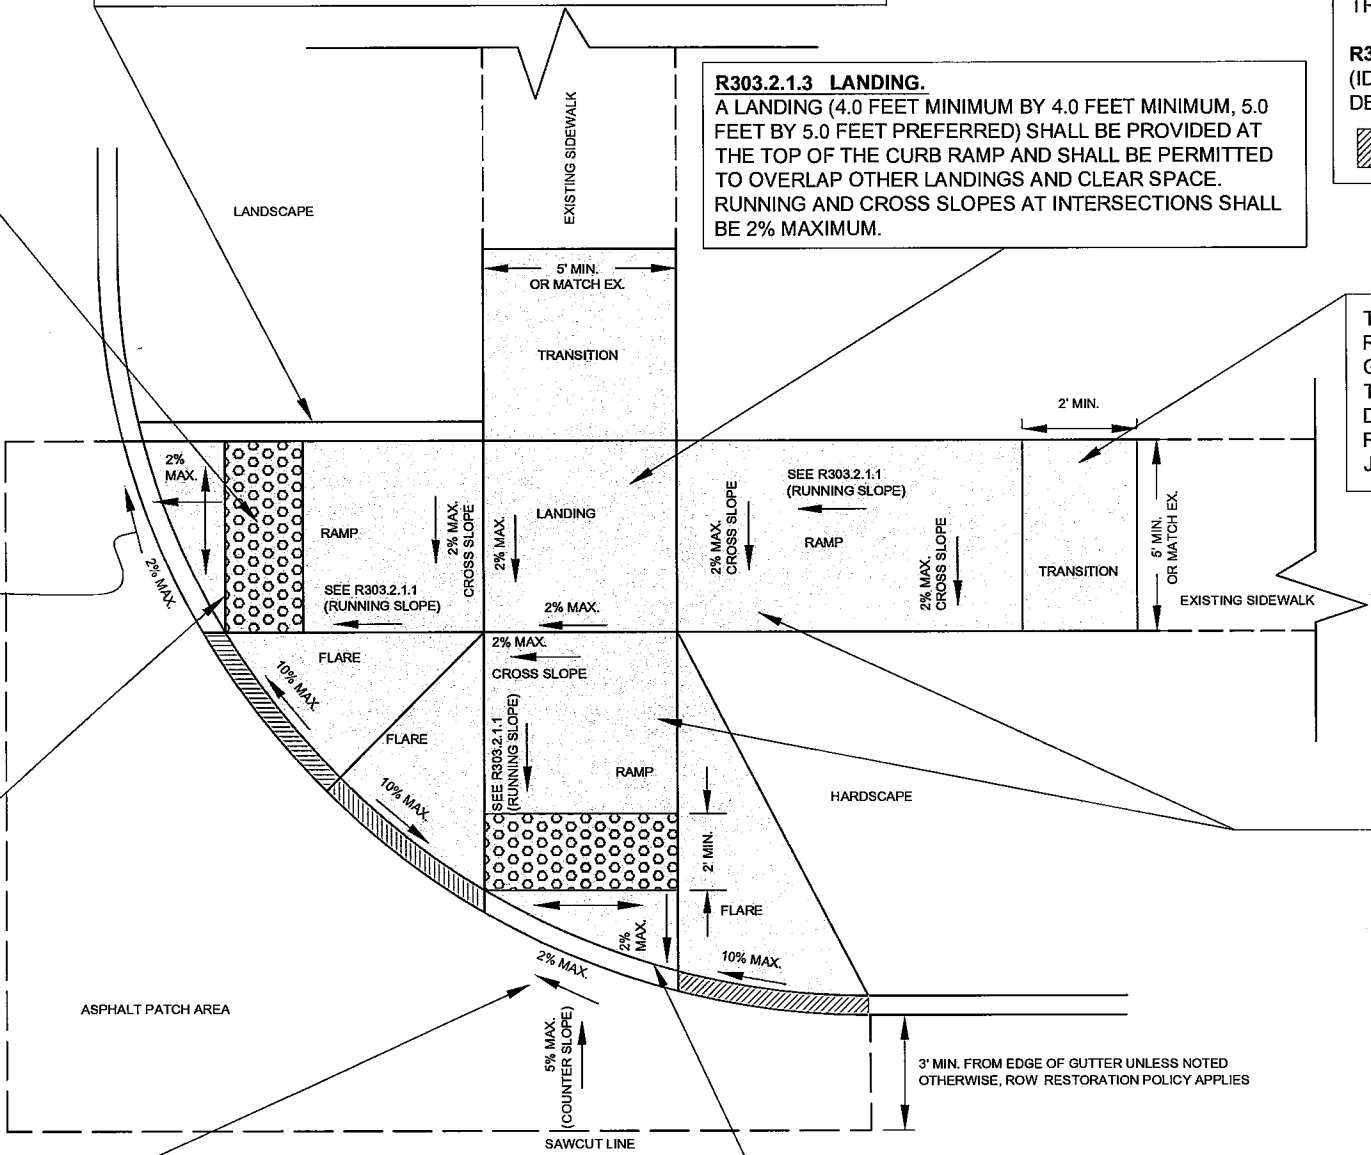 R303.2.1.3 LANDING.
A LANDING (4.0 FEET MINIMUM BY 4.0 FEET MINIMUM, 5.0
FEET BY 5.0 FEET PREFERRED) SHALL BE PROVIDED AT
THE TOP OF THE CURB RAMP AND SHALL BE PERMITTED
TO OVERLAP OTHER LANDINGS AND CLEAR SPACE.
RUNNING AND CROSS SLOPES AT INTERSECTIONS SHALL
BE 2% MAXIMUM.
R3
(ID
DE
EXISTING SIDEWALK
LANDSCAPE
5' MIN.
OR MATCH EX.
TRANSITION
2' MIN.
2%
MAX.
RAMP
SEE R303.2.1.1
(RUNNING SLOPE)
2% MAX.
CROSS SLOPE
2% MAX.
LANDING
2% MAX.
2% MAX.
CROSS SLOPE
SEE R303.2.1.1
(RUNNING SLOPE)
RAMP
2% MAX.
CROSS SLOPE
TRANSITION
5' MIN.
OR MATCH EX.
EXISTING SIDEWALK
2% MAX.
FLARE
10% MAX.
2% MAX.
CROSS SLOPE
FLARE
10% MAX.
SEE R303.2.1.1
(RUNNING SLOPE)
RAMP
2' MIN.
HARDSCAPE
FLARE
10% MAX.
2%
MAX.
2% MAX.
ASPHALT PATCH AREA
5% MAX.
(COUNTER SLOPE)
3' MIN. FROM EDGE OF GUTTER UNLESS NOTED
OTHERWISE, ROW RESTORATION POLICY APPLIES
SAWCUT LINE